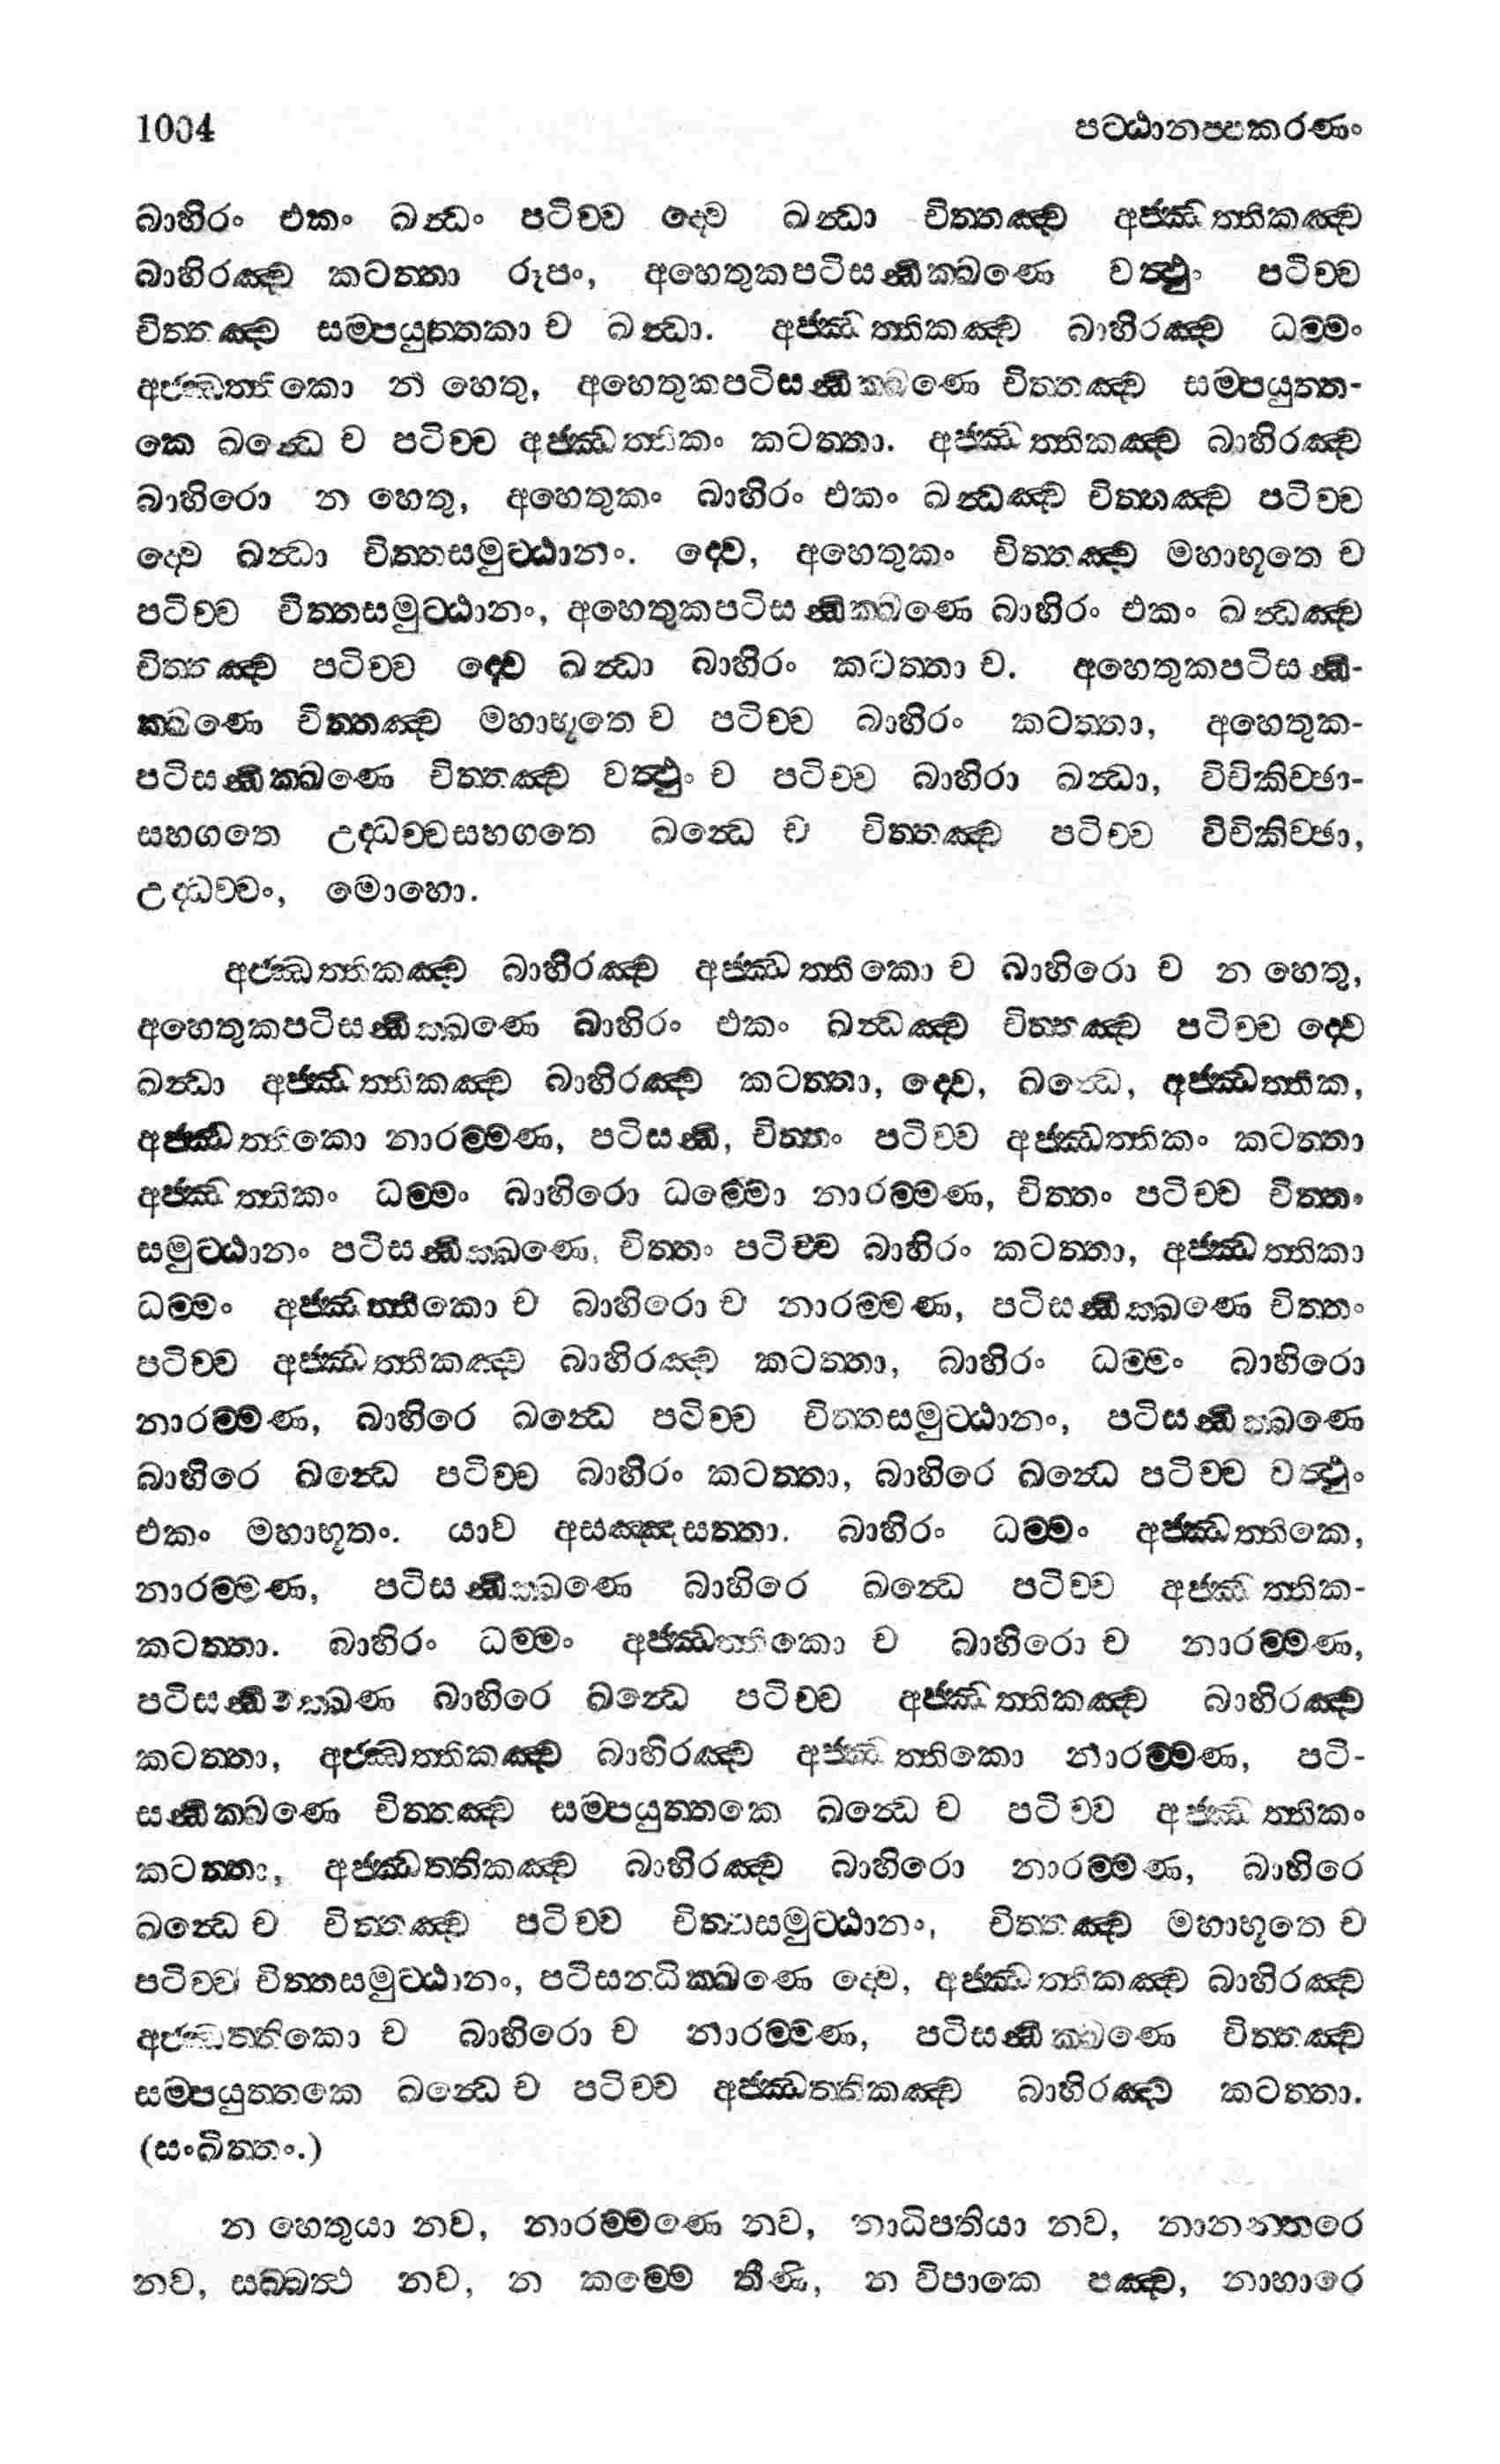 1004 පට්ඨානප්පකරණං
බාහිරං එකං ඛන්ධං පටිච්ච ද්වෙ ඛන්ධා චිත්තඤ්ච අජ්ඣත්තිකඤ්ච
බාහිරඤ්ච කටත්තා රූපං, අහෙතුකපටිසන්ධික්ඛණෙ වත්ථුං පටිච්ච
චිත්තඤ්ච සම්පයුත්තකා ච ඛන්ධා. අජ්ඣත්තිකඤ්ච බාහිරඤ්ච ධම්මං
අජ්ඣත්තිකො න හෙතු, අහෙතුකපටිසන්ධික්ඛණෙ චිත්තඤ්ච සම්පයුත්ත-
කෙ ඛන්ධෙ ච පටිච්ච අජ්ඣත්තිකං කටත්තා. අජ්ඣත්තිකඤ්ච බාහිරඤ්ච
බාහිරො න හෙතු, අහෙතුකං බාහිරං එකං ඛන්ධඤ්ච චිත්තඤ්ච පටිච්ච
ද්වෙ ඛන්ධා චිත්තසමුට්ඨානං. ද්වෙ, අහෙතුකං චිත්තඤ්ච මහාභූතෙ ච
පටිච්ච චිත්තසමුට්ඨානං, අහෙතුකපටිසන්ධික්ඛණෙ බාහිරං එකං ඛන්ධඤ්ච
චිත්තඤ්ච පටිච්ච ද්වෙ ඛන්ධා බාහිරං කටත්තා ච. අහෙතුකපටිසන්ධි-
ක්ඛණෙ චිත්තඤ්ච මහාභූතෙ ච පටිච්ච බාහිරං කටත්තා, අහෙතුක-
පටිසන්ධික්ඛණෙ චිත්තඤ්ච වත්ථුං ච පටිච්ච බාහිරා ඛන්ධා, විචිකිච්ඡා-
සහගතෙ උද්ධච්චසහගතෙ ඛන්ධෙ ච චිත්තඤ්ච පටිච්ච විචිකිච්ඡා,
උද්ධච්චං, මොහො.
අජ්ඣත්තිකඤ්ච බාහිරඤ්ච අජ්ඣත්තිකො ච බාහිරො ච න හෙතු,
අහෙතුකපටිසන්ධික්ඛණෙ බාහිරං එකං ඛන්ධඤ්ච චිත්තඤ්ච පටිච්ච ද්වෙ
ඛන්ධා අජ්ඣත්තිකඤ්ච බාහිරඤ්ච කටත්තා, ද්වෙ, ඛන්ධෙ, අජ්ඣත්තික,
අජ්ඣත්තිකො නාරම්මණ, පටිසන්ධි, චිත්තං පටිච්ච අජ්ඣත්තිකං කටත්තා
අජ්ඣත්තිකං ධම්මං බාහිරො ධම්මො නාරම්මණ, චිත්තං පටිච්ච චිත්තං
සමුට්ඨානං පටිසන්ධික්ඛණෙ, චිත්තං පටිච්ච බාහිරං කටත්තා, අජ්ඣත්තිකා
ධම්මං අජ්ඣත්තිකො ච බාහිරො ච නාරම්මණ, පටිසන්ධික්ඛණෙ චිත්තං
පටිච්ච අජ්ඣත්තිකඤ්ච බාහිරඤ්ච කටත්තා, බාහිරං ධම්මං බාහිරො
නාරම්මණ, බාහිරෙ ඛන්ධෙ පටිච්ච චිත්තසමුට්ඨානං, පටිසන්ධික්ඛණෙ
බාහිරෙ ඛන්ධෙ පටිච්ච බාහිරං කටත්තා, බාහිරෙ ඛන්ධෙ පටිච්ච වත්ථුං
එකං මහාභූතං. යාව අසඤ්ඤසත්තා. බාහිරං ධම්මං අජ්ඣත්තිකෙ,
නාරම්මණ, පටිසන්ධික්ඛණෙ බාහිරෙ ඛන්ධෙ පටිච්ච අජ්ඣත්තික-
කටත්තා. බාහිරං ධම්මං අජ්ඣත්තිකො ච බාහිරො ච නාරම්මණ,
බාහිරෙ ඛන්ධෙ පටිච්ච අජ්ඣත්තිකඤ්ච බාහිරඤ්ච
කටත්තා, අජ්ඣත්තිකඤ්ච බාහිරඤ්ච අජ්ඣත්තිකො නාරම්මණ, පටි-
සන්ධික්ඛණෙ චිත්තඤ්ච සම්පයුත්තකෙ ඛන්ධෙ ච පටිච්ච අජ්ඣත්තිකං
කටත්තා, අජ්ඣත්තිකඤ්ච බාහිරඤ්ච බාහිරො නාරම්මණ, බාහිරෙ
ඛන්ධෙ ච චිත්තඤ්ච පටිච්ච චිත්තසමුට්ඨානං, චිත්තඤ්ච මහාභූතෙ ච
පටිච්ච චිත්තසමුට්ඨානං, පටිසන්ධික්ඛණෙ ද්වෙ, අජ්ඣත්තිකඤ්ච බාහිරඤ්ච
අජ්ඣත්තිකො ච බාහිරො ච නාරම්මණ, පටිසන්ධික්ඛණෙ චිත්තඤ්ච
සම්පයුත්තකෙ ඛන්ධෙ ච පටිච්ච අජ්ඣත්තිකඤ්ච බාහිරඤ්ච කටත්තා.
(සංඛිත්තං.)
න හෙතුයා නව, නාරම්මණෙ නව, නාධිපතියා නව, නානන්තරෙ
නව, සබ්බත්ථ නව, න කම්මෙ තීණි, න විපාකෙ පඤ්ච, නාහාරෙ